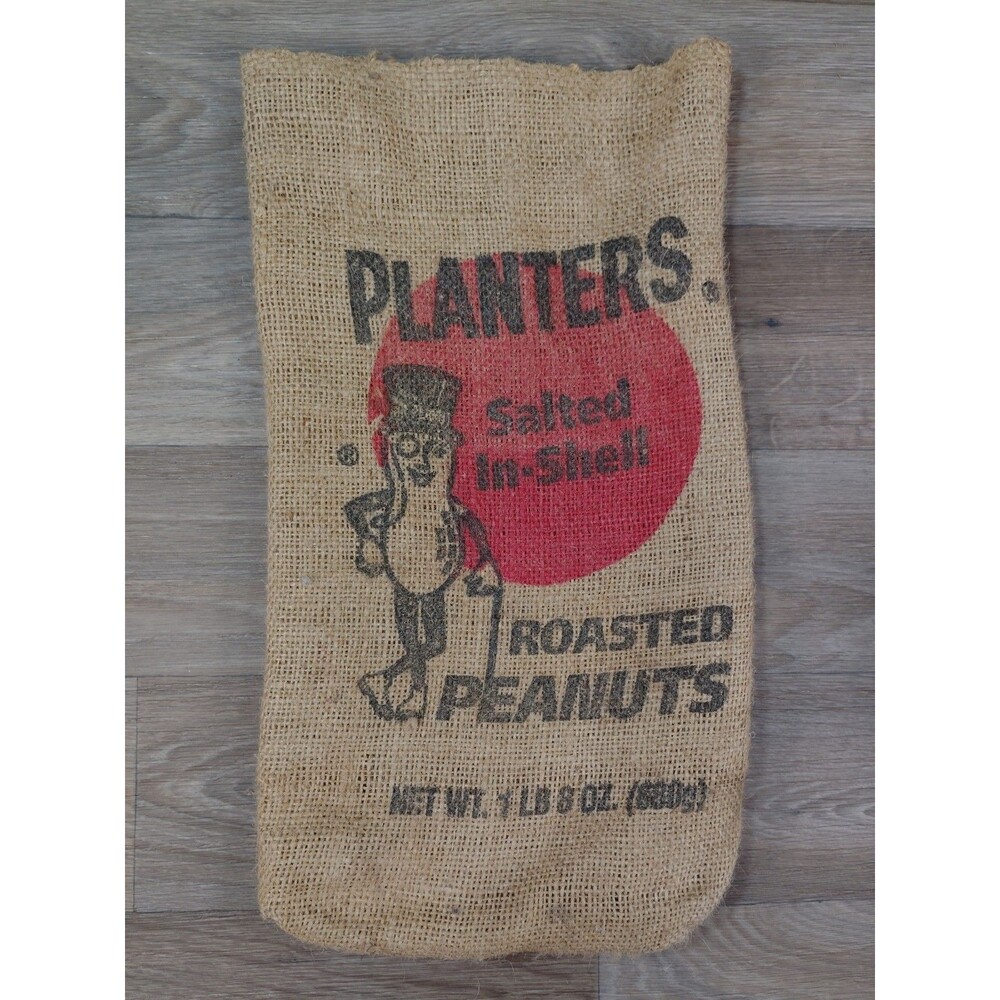 PLANTERS®
Salted
In-Shell
®
ROASTED
PEANUTS
NET WT. 1 LB 8 OZ. (680g)